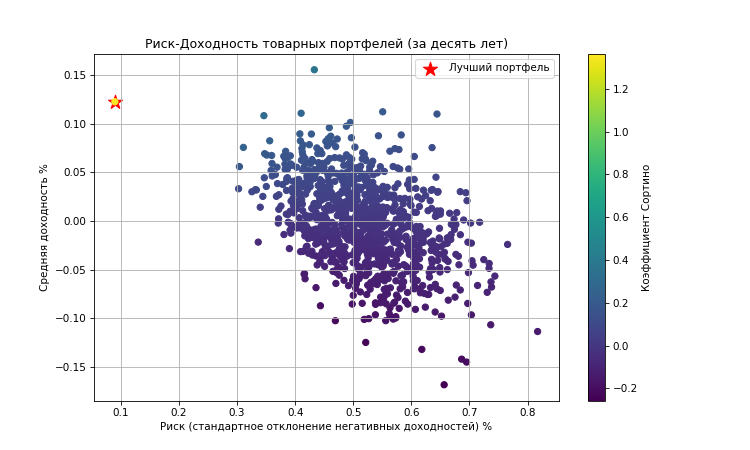 Риск-Доходность товарных портфелей (за десять лет)
Лучший портфель
Средняя доходность %
0.15
0.10
0.05
0.00
−0.05
−0.10
−0.15
0.1 0.2 0.3 0.4 0.5 0.6 0.7 0.8
Риск (стандартное отклонение негативных доходностей) %
1.2
1.0
0.8
0.6
0.4
0.2
0.0
−0.2
Коэффициент Сортино